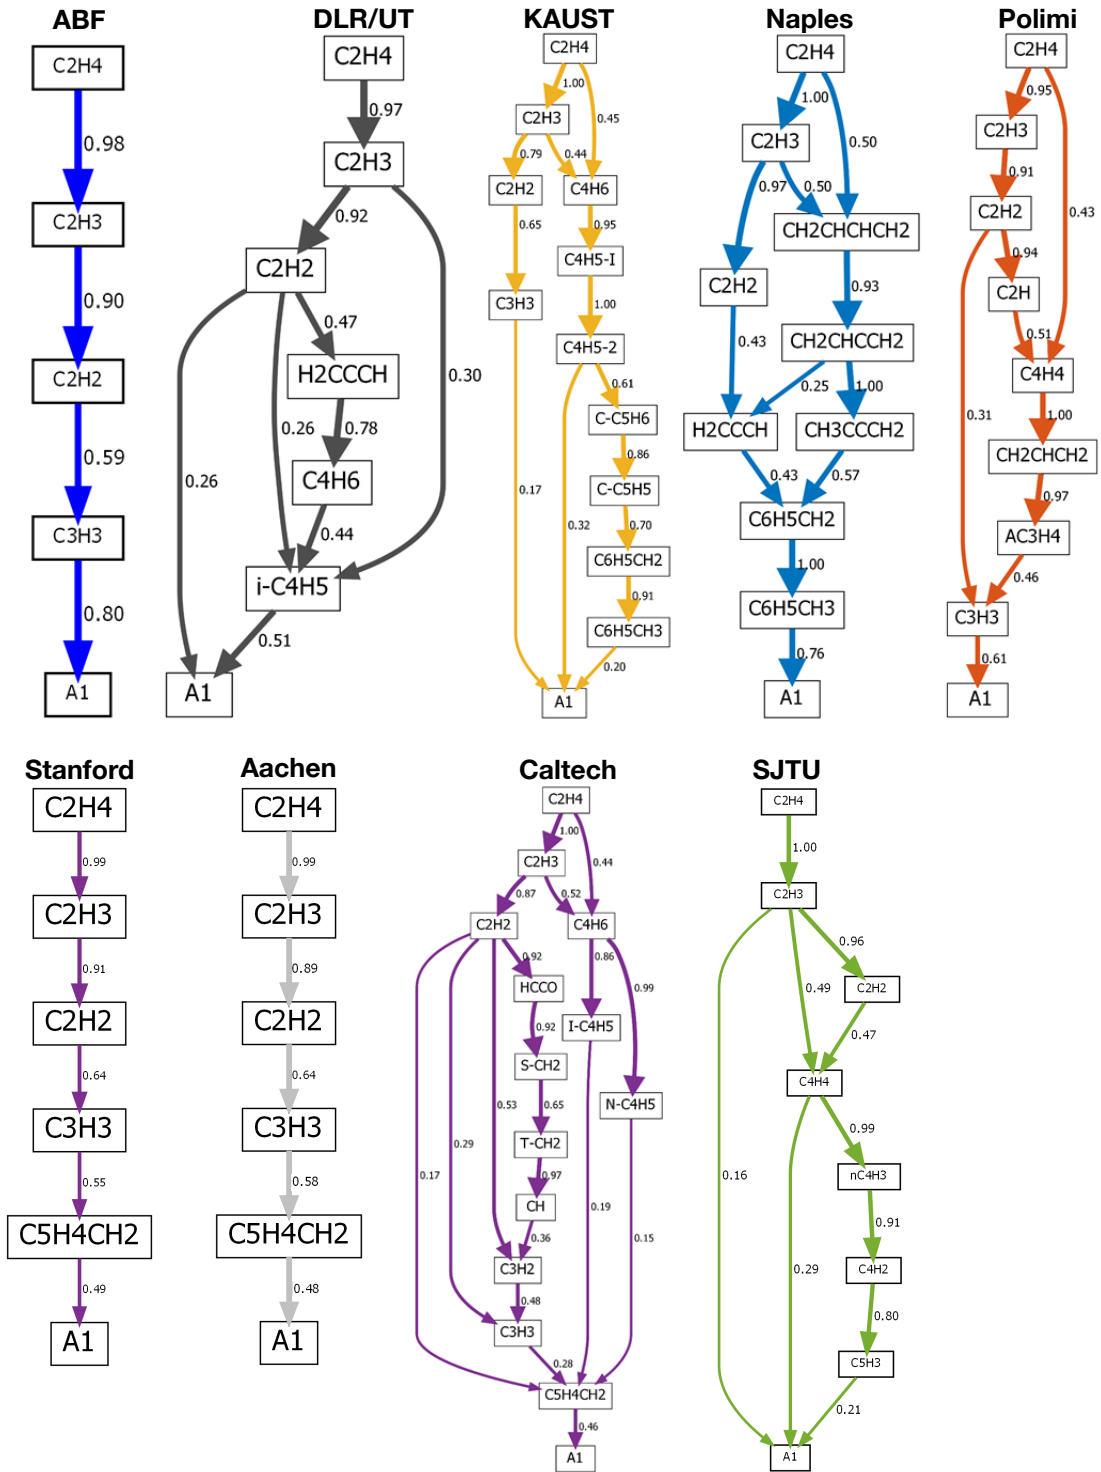 ABF
C2H4
0.98
C2H3
0.90
C2H2
0.59
C3H3
0.80
A1
DLR/UT
C2H4
0.97
C2H3
0.92
C2H2
0.47
H2CCCH
0.30
0.26
0.78
0.26
C4H6
0.44
i-C4H5
0.51
A1
KAUST
C2H4
1.00
0.45
C2H3
0.79
0.44
C2H2
C4H6
0.65
0.95
C4H5-I
C3H3
1.00
C4H5-2
0.61
C-C5H6
0.86
C-C5H5
0.17
0.32
0.70
C6H5CH2
0.91
C6H5CH3
0.20
A1
Naples
C2H4
1.00
0.50
C2H3
0.97
0.50
CH2CHCHCH2
C2H2
0.93
0.43
CH2CHCCH2
0.25
1.00
H2CCCH
CH3CCCH2
0.43
0.57
C6H5CH2
1.00
C6H5CH3
0.76
A1
Polimi
C2H4
0.95
C2H3
0.91
C2H2
0.43
0.94
C2H
0.51
C4H4
0.31
1.00
CH2CHCH2
0.97
AC3H4
0.46
C3H3
0.61
A1
Stanford
C2H4
0.99
C2H3
0.91
C2H2
0.64
C3H3
0.55
C5H4CH2
0.49
A1
Aachen
C2H4
0.99
C2H3
0.89
C2H2
0.64
C3H3
0.58
C5H4CH2
0.48
A1
Caltech
C2H4
1.00
0.44
C2H3
0.87
0.52
C2H2
C4H6
0.92
0.86
HCCO
0.99
0.92
I-C4H5
S-CH2
0.53
0.65
N-C4H5
0.29
T-CH2
0.17
0.97
CH
0.19
0.36
0.15
C3H2
0.48
C3H3
0.28
C5H4CH2
0.46
A1
SJTU
C2H4
1.00
C2H3
0.96
0.49
C2H2
0.47
C4H4
0.99
0.16
nC4H3
0.91
0.29
C4H2
0.80
C5H3
0.21
A1